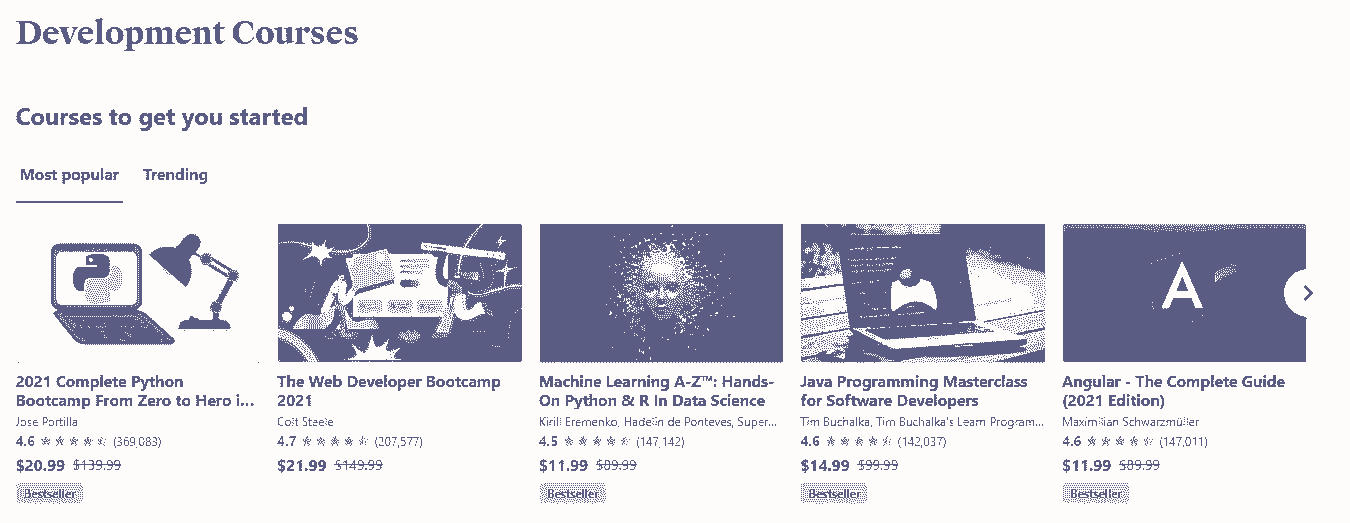 Development Courses
Courses to get you started
Most popular Trending
2021 Complete Python
Bootcamp From Zero to Hero i...
Jose Portilla
4.6 (369,083)
$20.99 $139.99
Bestseller
The Web Developer Bootcamp
2021
Colt Steele
4.7 (207,577)
$21.99 $149.99
Machine Learning A-Z™: Hands-
On Python & R In Data Science
Kirill Eremenko, Hadelin de Ponteves, Super...
4.5 (147,142)
$11.99 $89.99
Bestseller
Java Programming Masterclass
for Software Developers
Tim Buchalka, Tim Buchalka's Learn Program...
4.6 (142,037)
$14.99 $99.99
Bestseller
A
Angular - The Complete Guide
(2021 Edition)
Maximilian Schwarzmüller
4.6 (147,011)
$11.99 $89.99
Bestseller